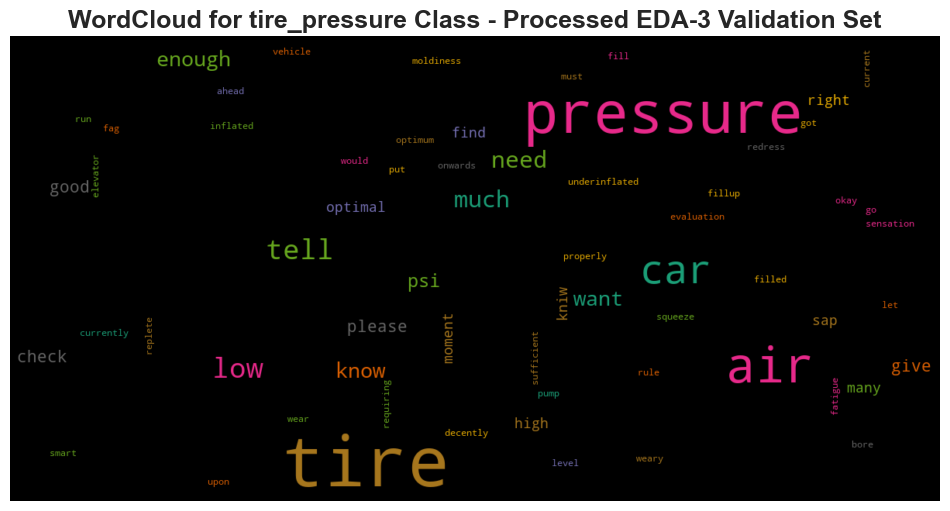 WordCloud for tire_pressure Class - Processed EDA-3 Validation Set
vehicle
fill
enough
moldiness
current
must
ahead
pressure
right
run
fag
inflated
got
find
optimum
redress
would
need
onwards
put
elevator
good
underinflated
fillup
much
okay
optimal
go
evaluation
sensation
tell
properly
car
psi
filled
want
kniw
let
squeeze
sap
please
moment
currently
replete
check
sufficient
air
low
know
give
rule
fatigue
many
requiring
pump
wear
high
decently
bore
tire
smart
level
weary
upon